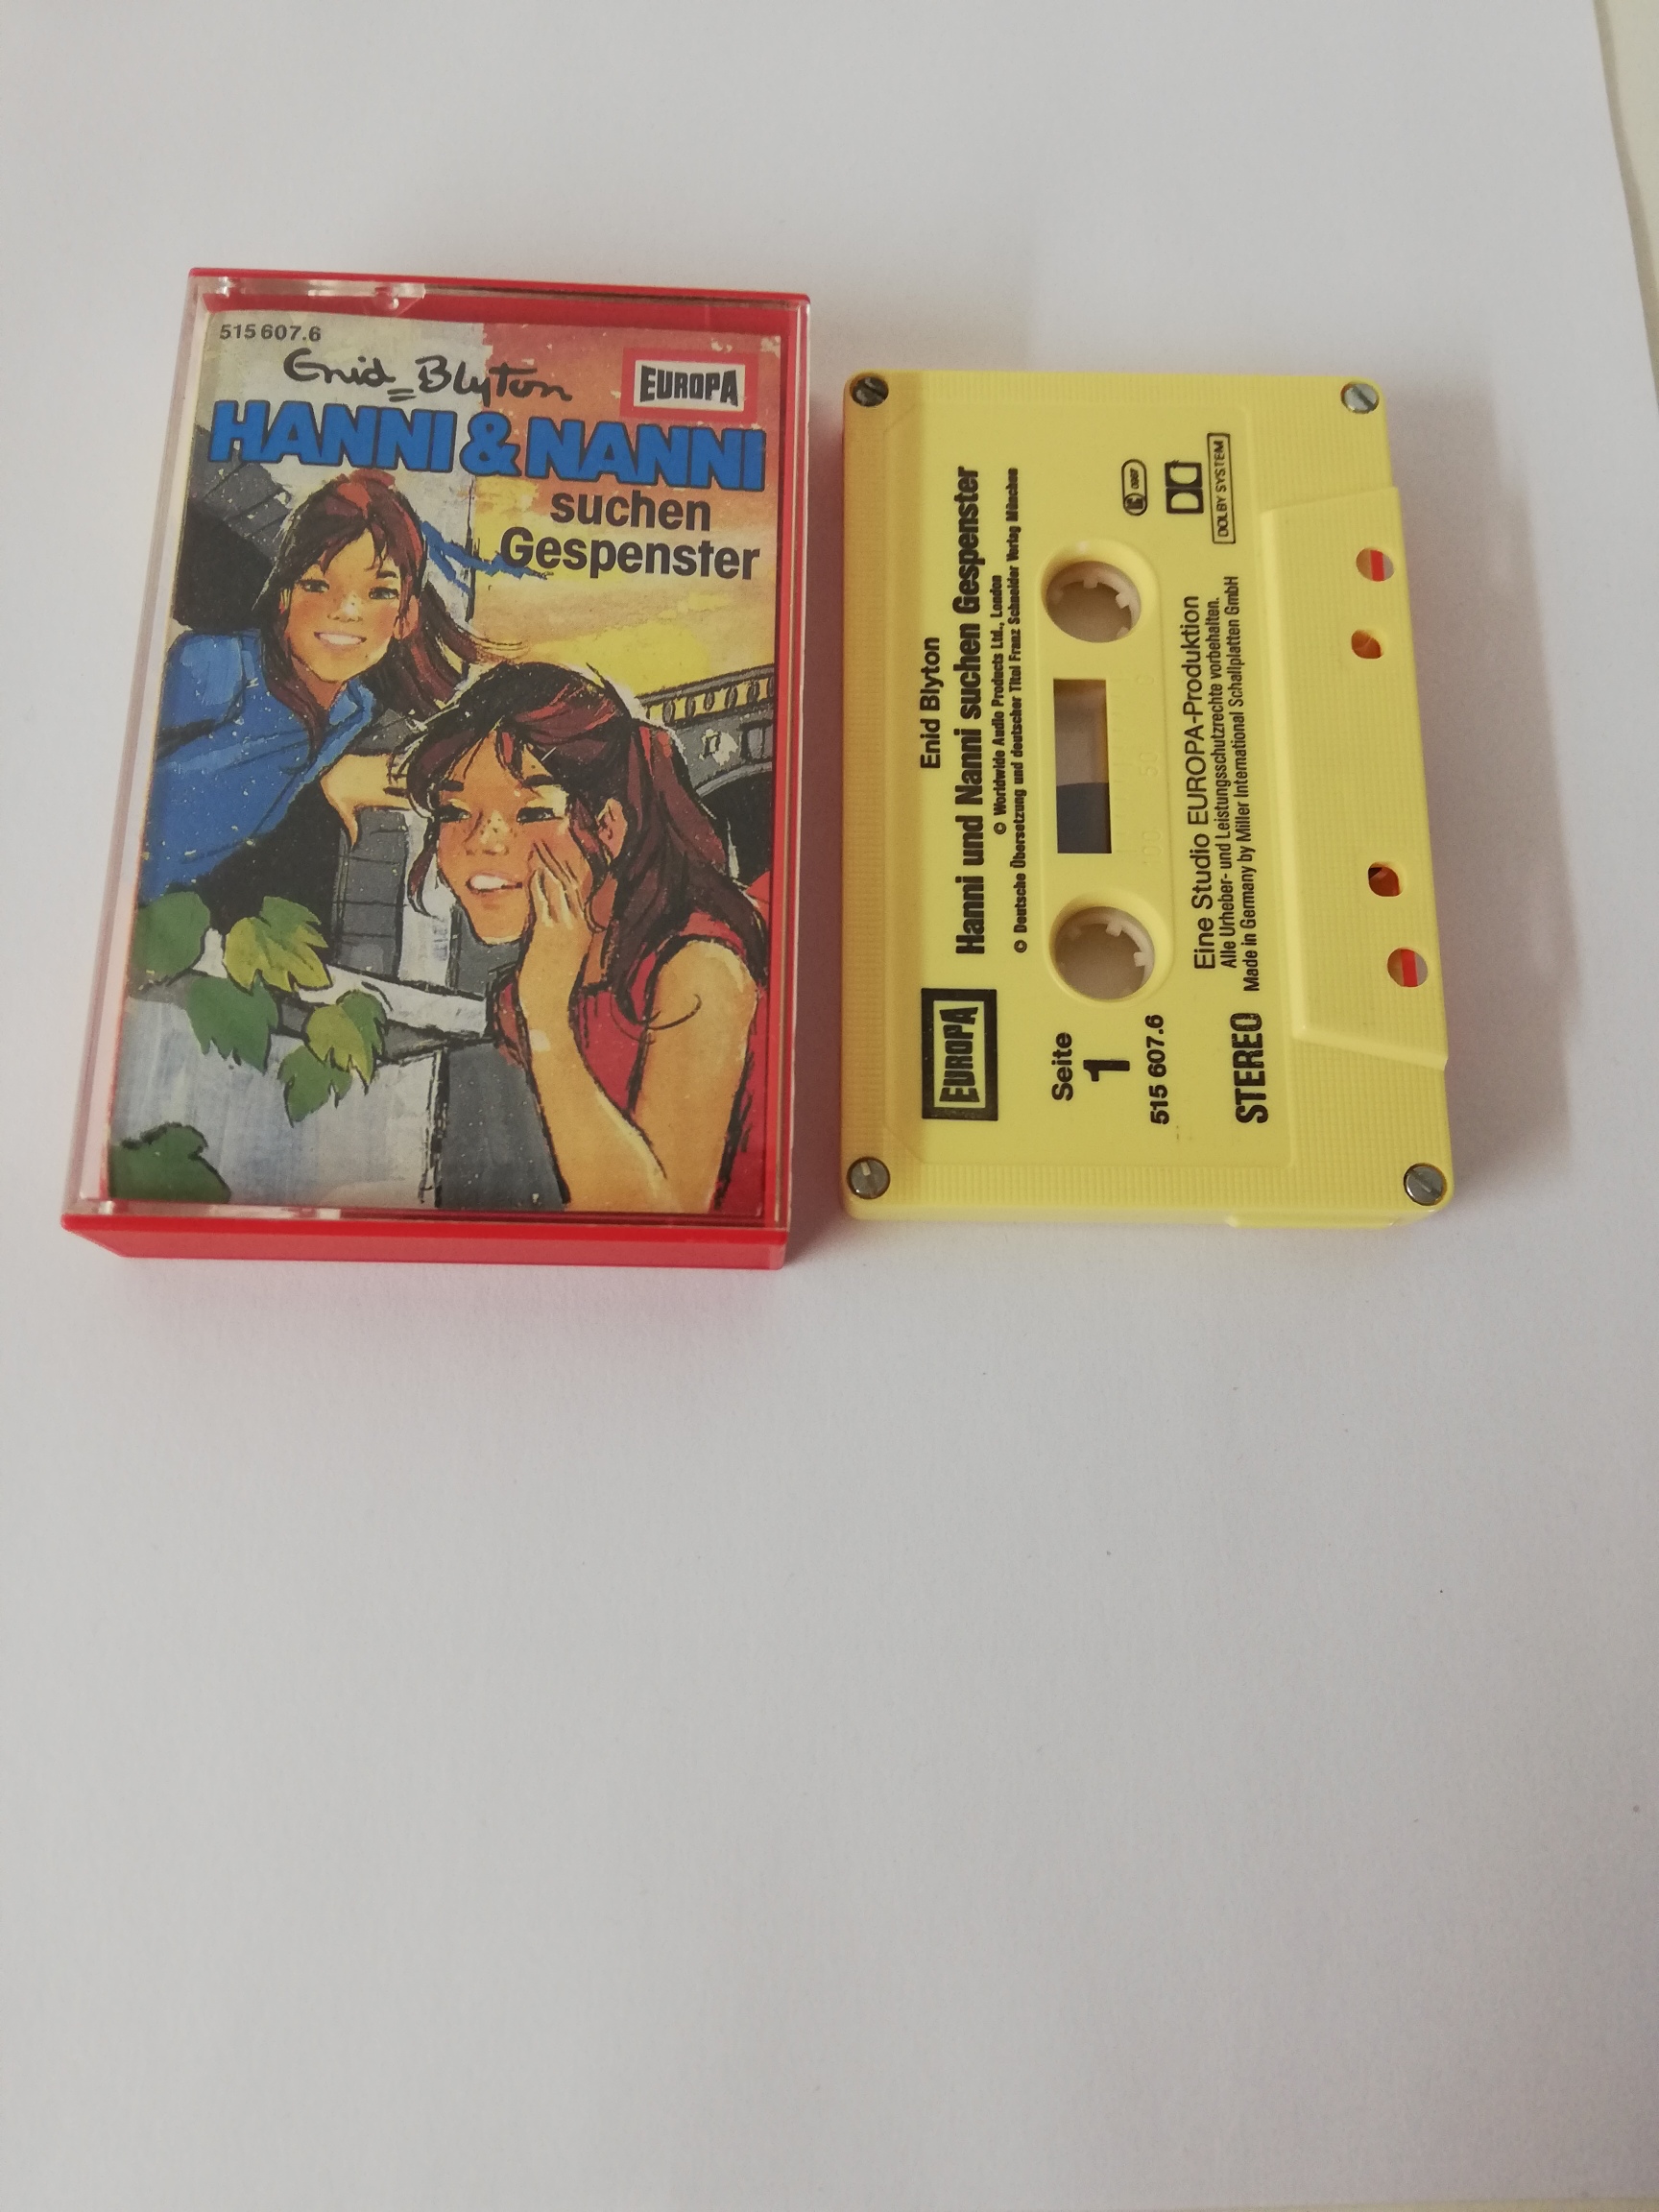 515 607.6
Enid Blyton
EUROPA
HANNI & NANNI
suchen
Gespenster
Enid Blyton
Hanni und Nanni suchen Gespenster
© Worldwide Audio Products Ltd., London
© Deutsche Übersetzung und deutscher Titel Franz Schneider Verlag München
EUROPA
Seite
1
515 607.6
100 50 0
DOLBY SYSTEM
Eine Studio EUROPA-Produktion
Alle Urheber- und Leistungsschutzrechte vorbehalten.
Made in Germany by Miller International Schallplatten GmbH
STEREO